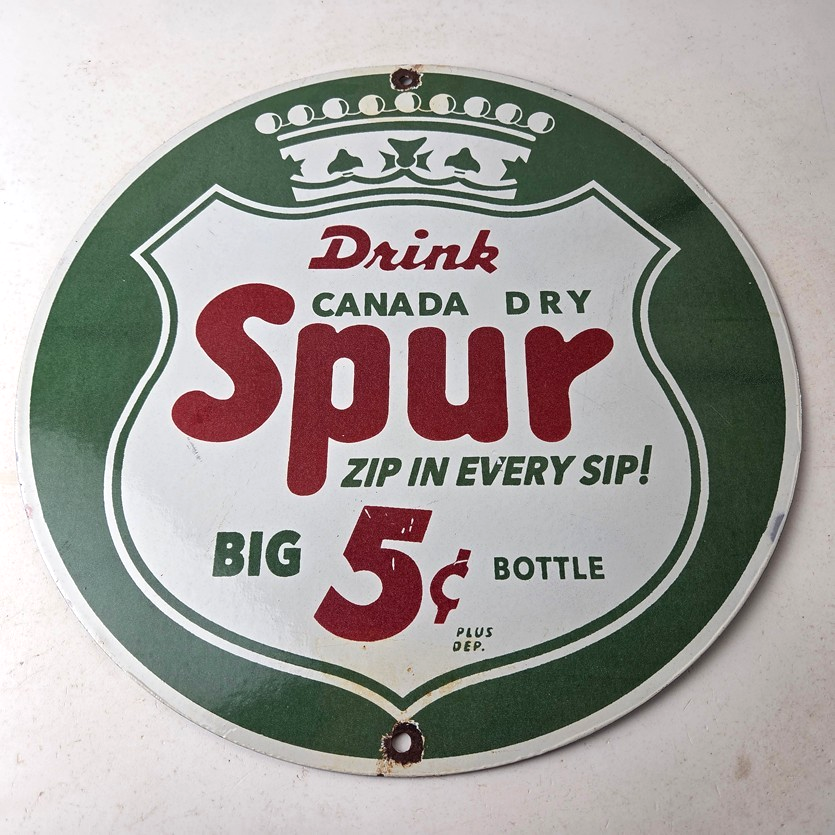 Drink
CANADA DRY
Spur
ZIP IN EVERY SIP!
BIG 5¢ BOTTLE
PLUS
DEP.